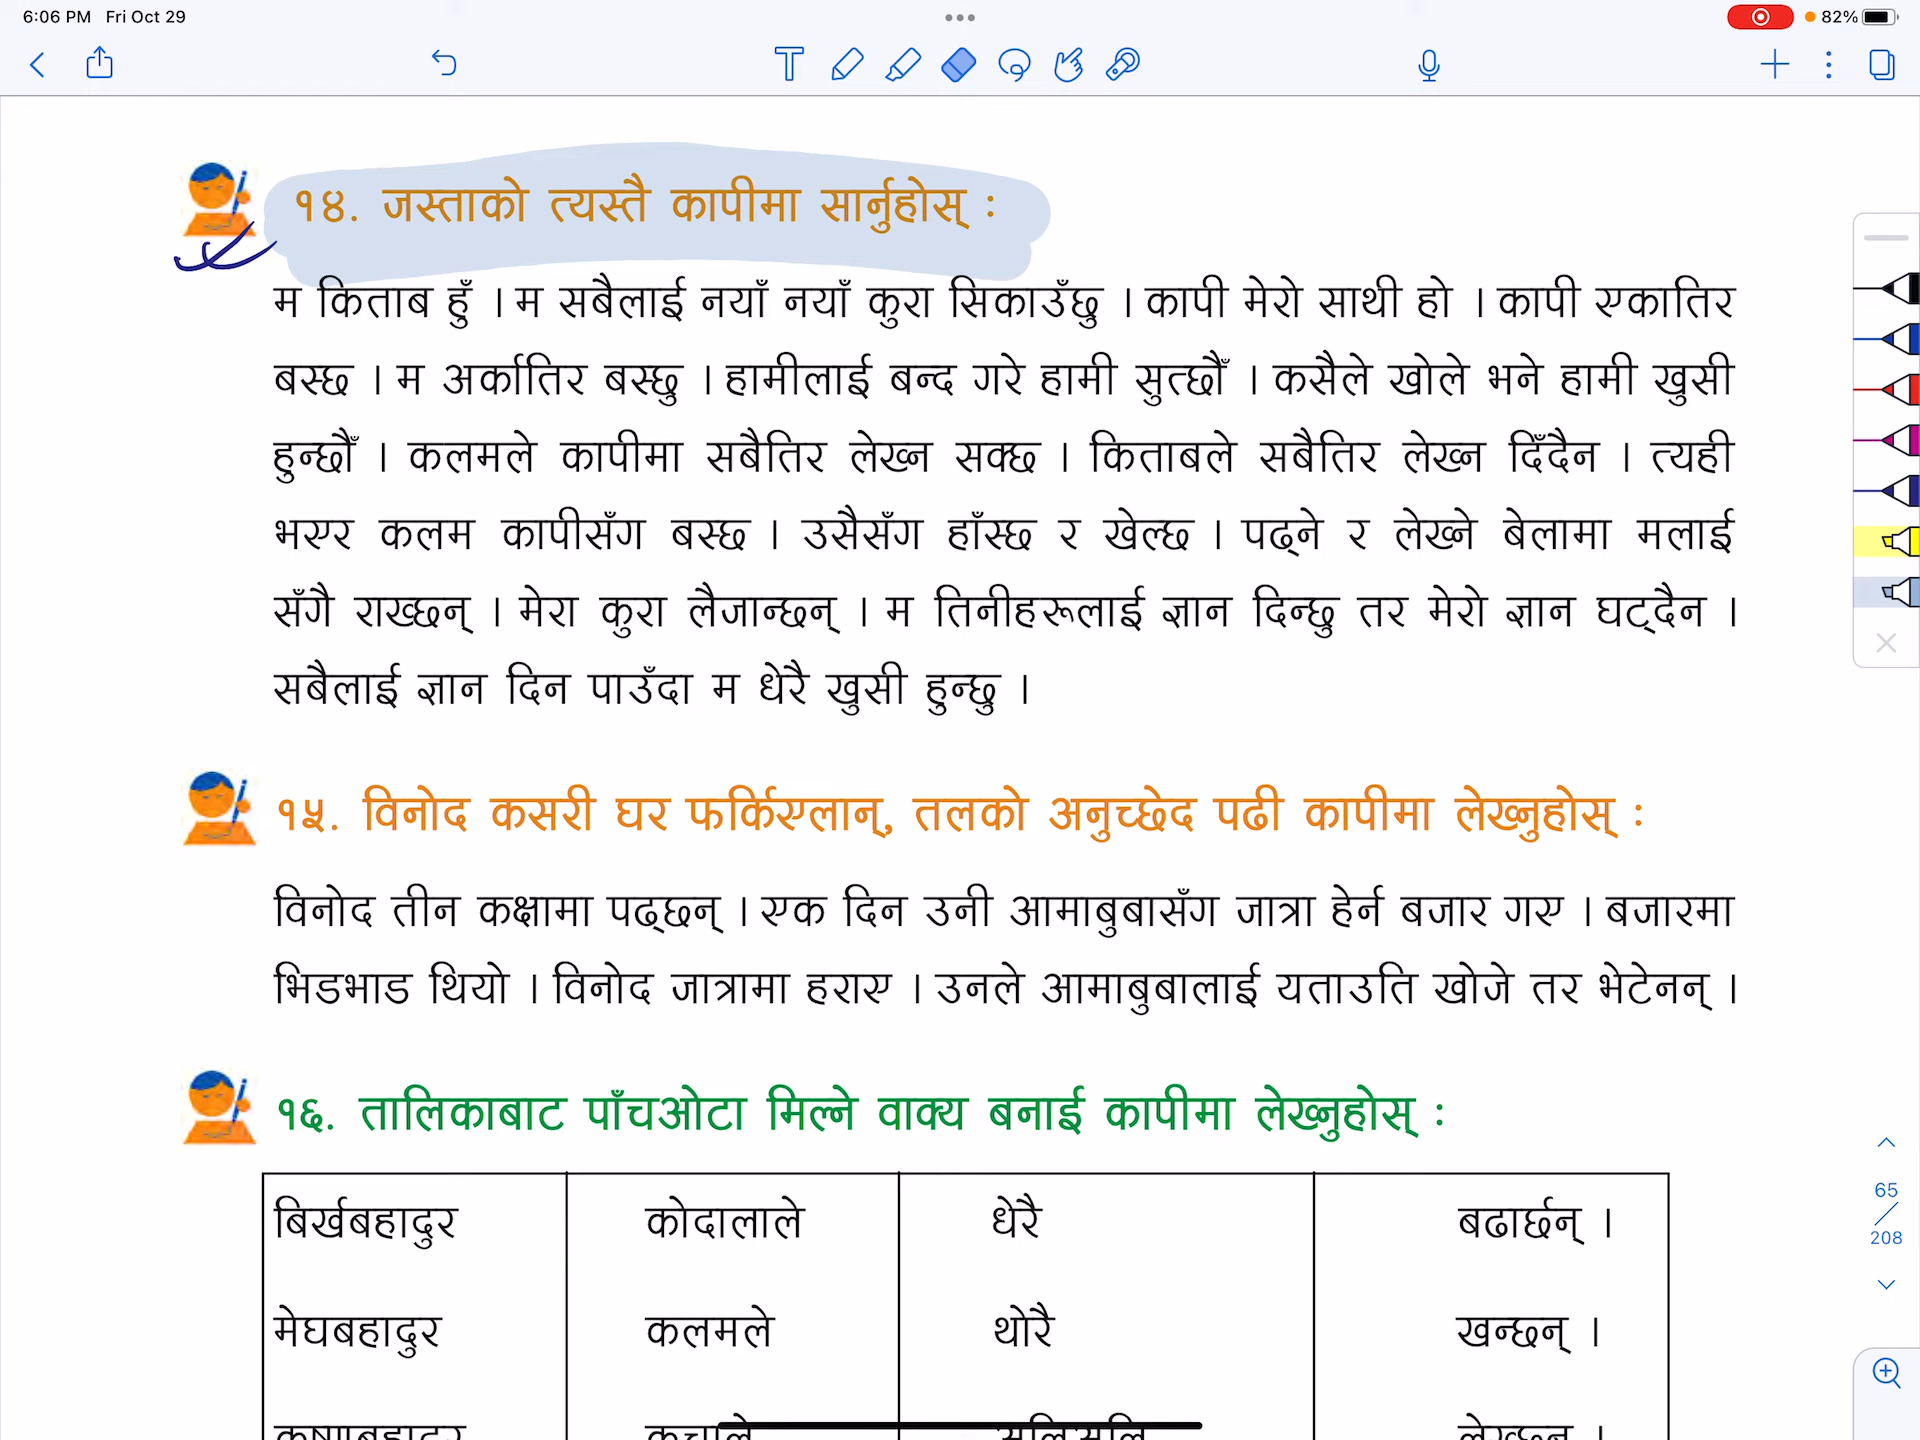 6:06 PM Fri Oct 29
82%
१४. जस्ताको त्यस्तै कापीमा सार्नुहोस् :
म किताब हुँ । म सबैलाई नयाँ नयाँ कुरा सिकाउँछु । कापी मेरो साथी हो । कापी एकातिर
बस्छ । म अर्कातिर बस्छु । हामीलाई बन्द गरे हामी सुत्छौँ । कसैले खोले भने हामी खुसी
हुन्छौँ । कलमले कापीमा सबैतिर लेख्न सक्छ । किताबले सबैतिर लेख्न दिँदैन । त्यही
भएर कलम कापीसँग बस्छ । उसैसँग हाँस्छ र खेल्छ । पढ्ने र लेख्ने बेलामा मलाई
सँगै राख्छन् । मेरा कुरा लैजान्छन् । म तिनीहरूलाई ज्ञान दिन्छु तर मेरो ज्ञान घट्दैन ।
सबैलाई ज्ञान दिन पाउँदा म धेरै खुसी हुन्छु ।
१५. विनोद कसरी घर फर्किएलान्, तलको अनुच्छेद पढी कापीमा लेख्नुहोस् :
विनोद तीन कक्षामा पढ्छन् । एक दिन उनी आमाबुबासँग जात्रा हेर्न बजार गए । बजारमा
भिडभाड थियो । विनोद जात्रामा हराए । उनले आमाबुबालाई यताउति खोजे तर भेटेनन् ।
१६. तालिकाबाट पाँचओटा मिल्ने वाक्य बनाई कापीमा लेख्नुहोस् :
बिर्खबहादुर कोदालाले धेरै बढार्छन् ।
मेघबहादुर कलमले थोरै खन्छन् ।
65
208